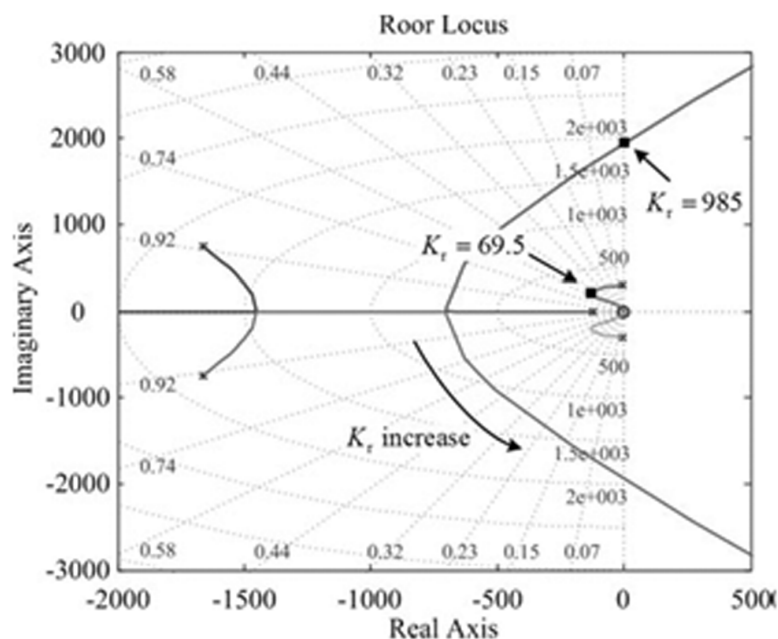 Roor Locus
3000
2000
1000
0
-1000
-2000
-3000
Imaginary Axis
0.58 0.44 0.32 0.23 0.15 0.07
0.74
0.92
0.92
0.74
0.58 0.44 0.32 0.23 0.15 0.07
2e+003
1.5e+003
1e+003
500
500
1e+003
1.5e+003
2e+003
Kr = 985
Kr = 69.5
Kr increase
-2000 -1500 -1000 -500 0 500
Real Axis